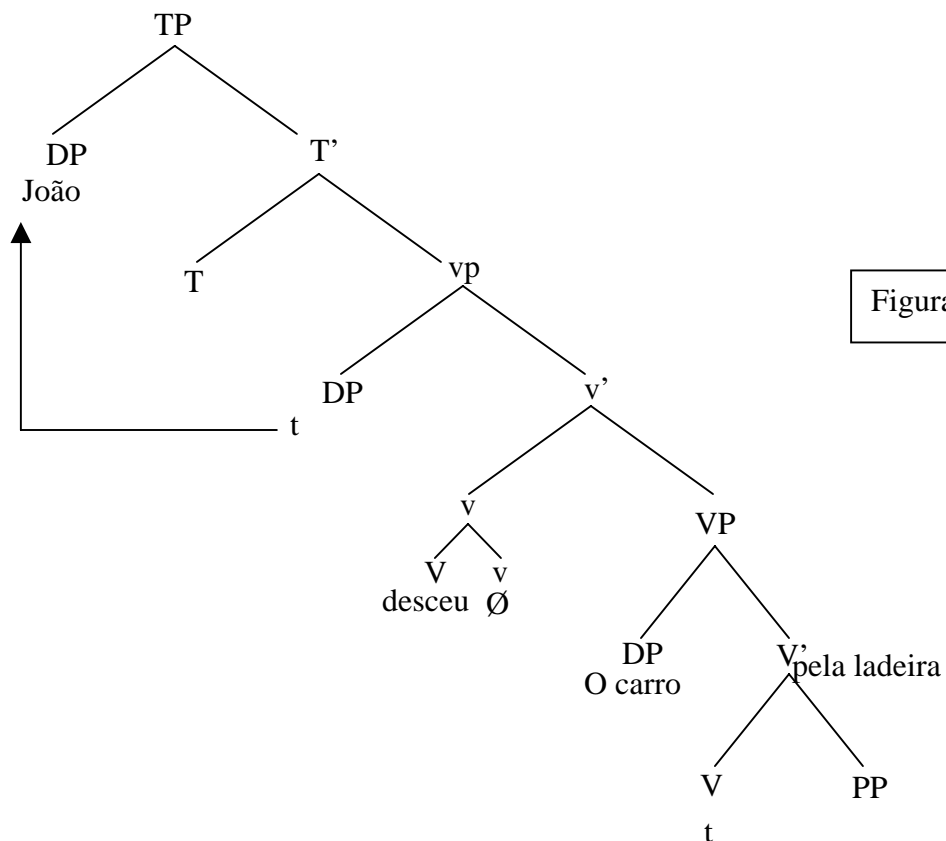 TP
DP T’
João
T vp
Figura
DP v’
t
v VP
V v
desceu Ø
DP V’
O carro pela ladeira
V PP
t